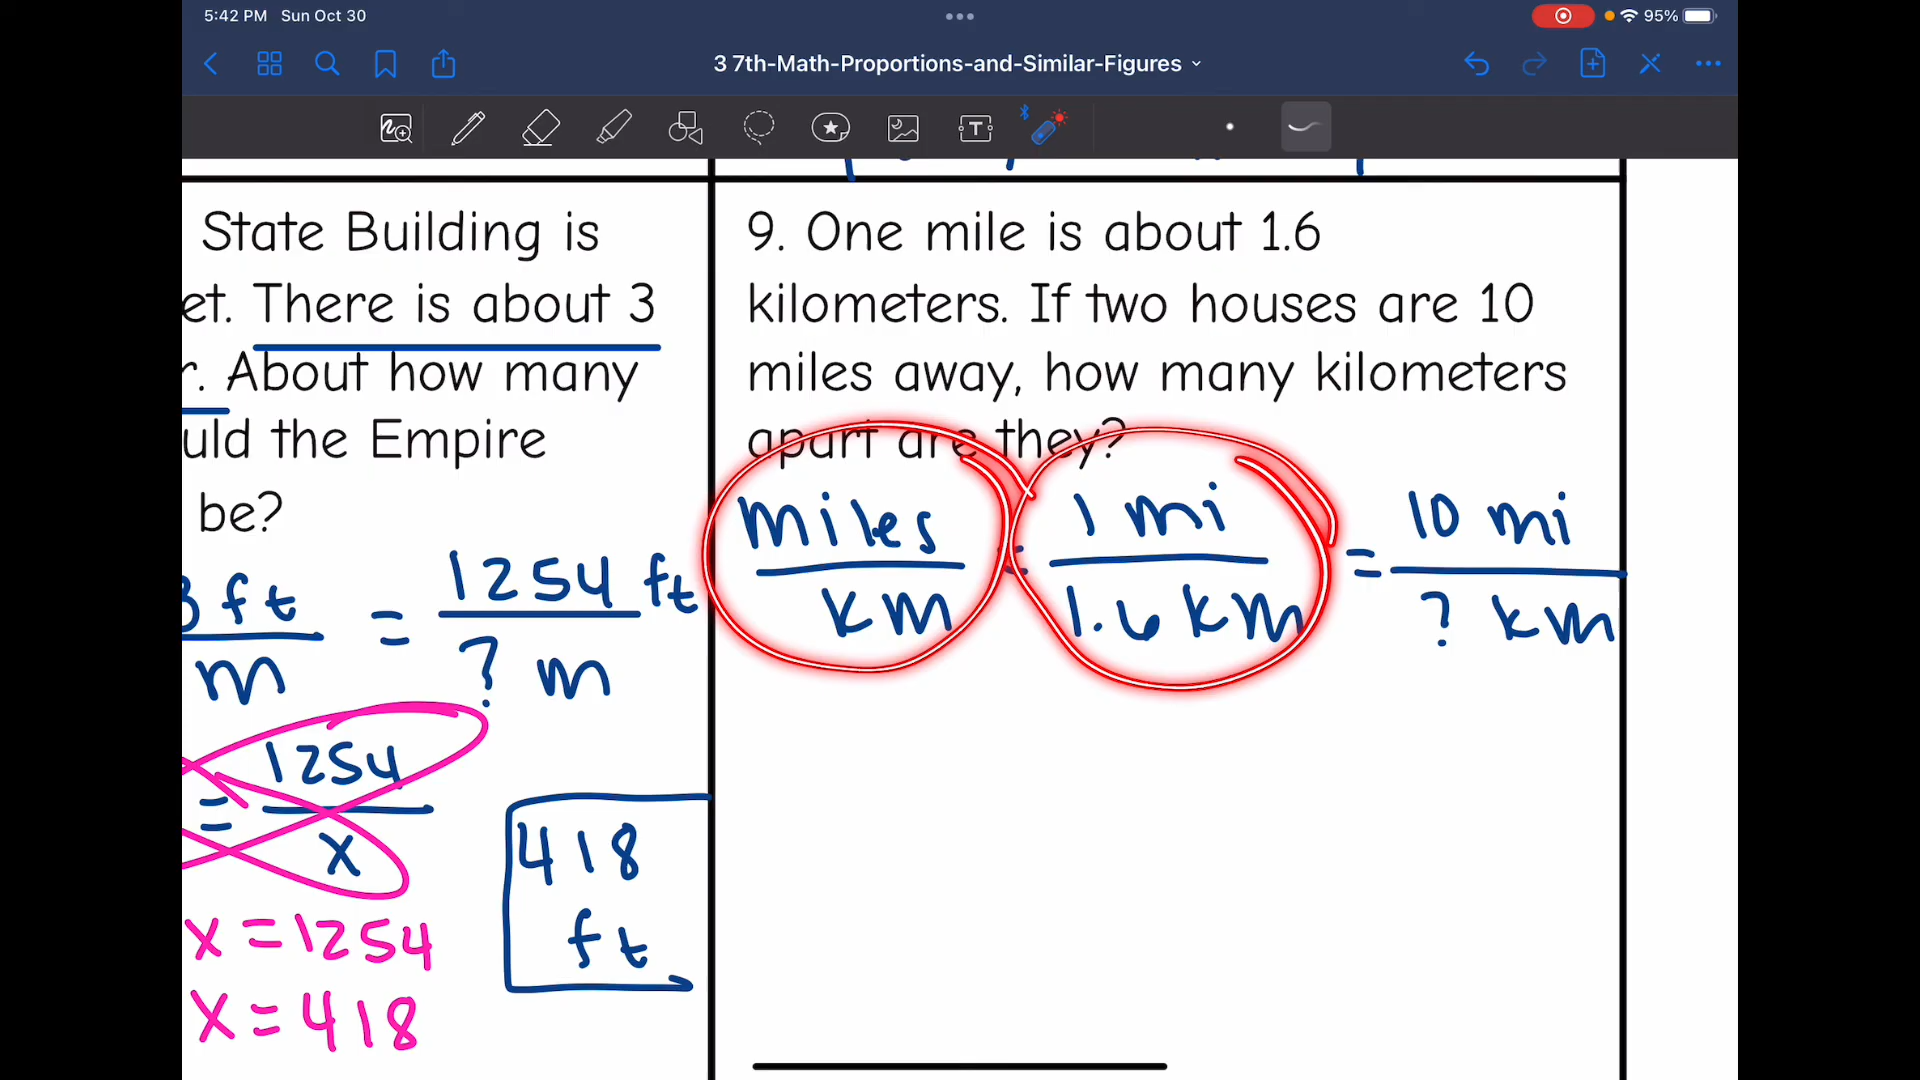 5:42 PM Sun Oct 30
95%
3 7th-Math-Proportions-and-Similar-Figures
T
State Building is
et. There is about 3
r. About how many
uld the Empire
be?
3 ft
m
=
1254 ft
? m
=
1254
x
x = 1254
x = 418
418
ft
9. One mile is about 1.6
kilometers. If two houses are 10
miles away, how many kilometers
apart are they?
miles
km
=
1 mi
1.6 km
=
10 mi
? km